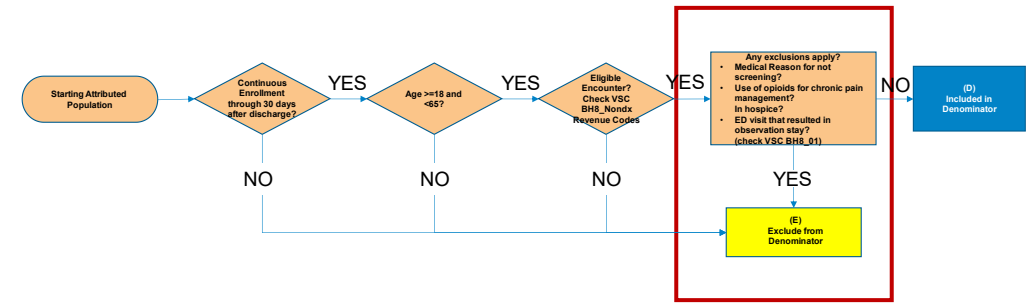 Starting Attributed
Population
Continuous
Enrollment
through 30 days
after discharge?
YES
Age >=18 and
<65?
YES
Eligible
Encounter?
Check VSC
BH8_Nondx
Revenue Codes
YES
Any exclusions apply?
• Medical Reason for not
screening?
• Use of opioids for chronic pain
management?
• In hospice?
• ED visit that resulted in
observation stay?
(check VSC BH8_01)
NO
(D)
Included in
Denominator
NO
NO
NO
YES
(E)
Exclude from
Denominator